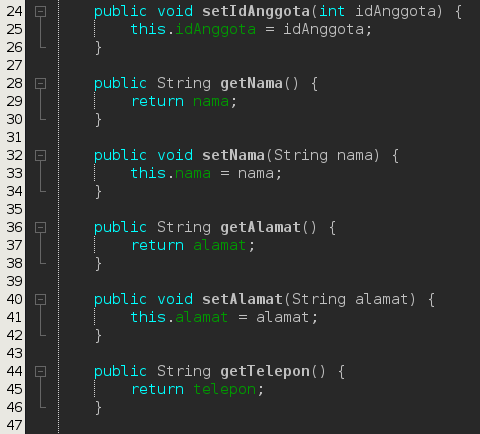 24 public void setIdAnggota(int idAnggota) {
25 this.idAnggota = idAnggota;
26 }
27
28 public String getNama() {
29 return nama;
30 }
31
32 public void setNama(String nama) {
33 this.nama = nama;
34 }
35
36 public String getAlamat() {
37 return alamat;
38 }
39
40 public void setAlamat(String alamat) {
41 this.alamat = alamat;
42 }
43
44 public String getTelepon() {
45 return telepon;
46 }
47